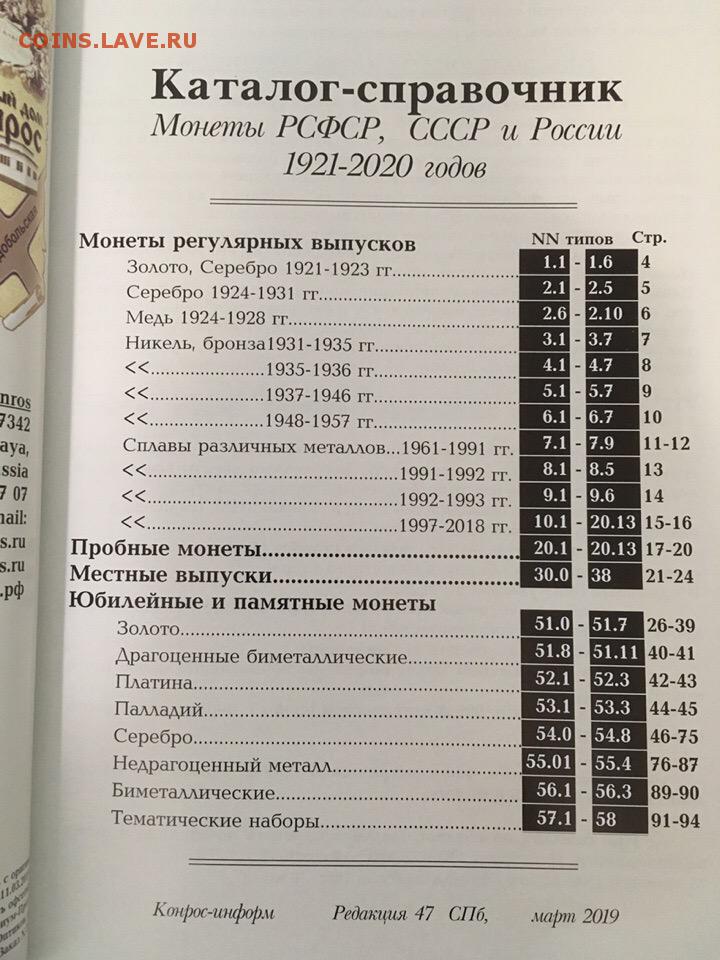 COINS.LAVE.RU
Каталог-справочник
Монеты РСФСР, СССР и России
1921-2020 годов
NN типов Стр.
Монеты регулярных выпусков
Золото, Серебро 1921-1923 гг. 1.1 - 1.6 4
Серебро 1924-1931 гг. 2.1 - 2.5 5
Медь 1924-1928 гг. 2.6 - 2.10 6
Никель, бронза1931-1935 гг. 3.1 - 3.7 7
<< 1935-1936 гг. 4.1 - 4.7 8
<< 1937-1946 гг. 5.1 - 5.7 9
<< 1948-1957 гг. 6.1 - 6.7 10
Сплавы различных металлов...1961-1991 гг. 7.1 - 7.9 11-12
<< 1991-1992 гг. 8.1 - 8.5 13
<< 1992-1993 гг. 9.1 - 9.6 14
<< 1997-2018 гг. 10.1 - 20.13 15-16
Пробные монеты 20.1 - 20.13 17-20
Местные выпуски 30.0 - 38 21-24
Юбилейные и памятные монеты
Золото 51.0 - 51.7 26-39
Драгоценные биметаллические 51.8 - 51.11 40-41
Платина 52.1 - 52.3 42-43
Палладий 53.1 - 53.3 44-45
Серебро 54.0 - 54.8 46-75
Недрагоценный металл 55.01 - 55.4 76-87
Биметаллические 56.1 - 56.3 89-90
Тематические наборы 57.1 - 58 91-94
Конрос-информ Редакция 47 СПб, март 2019
7342
07
.рф